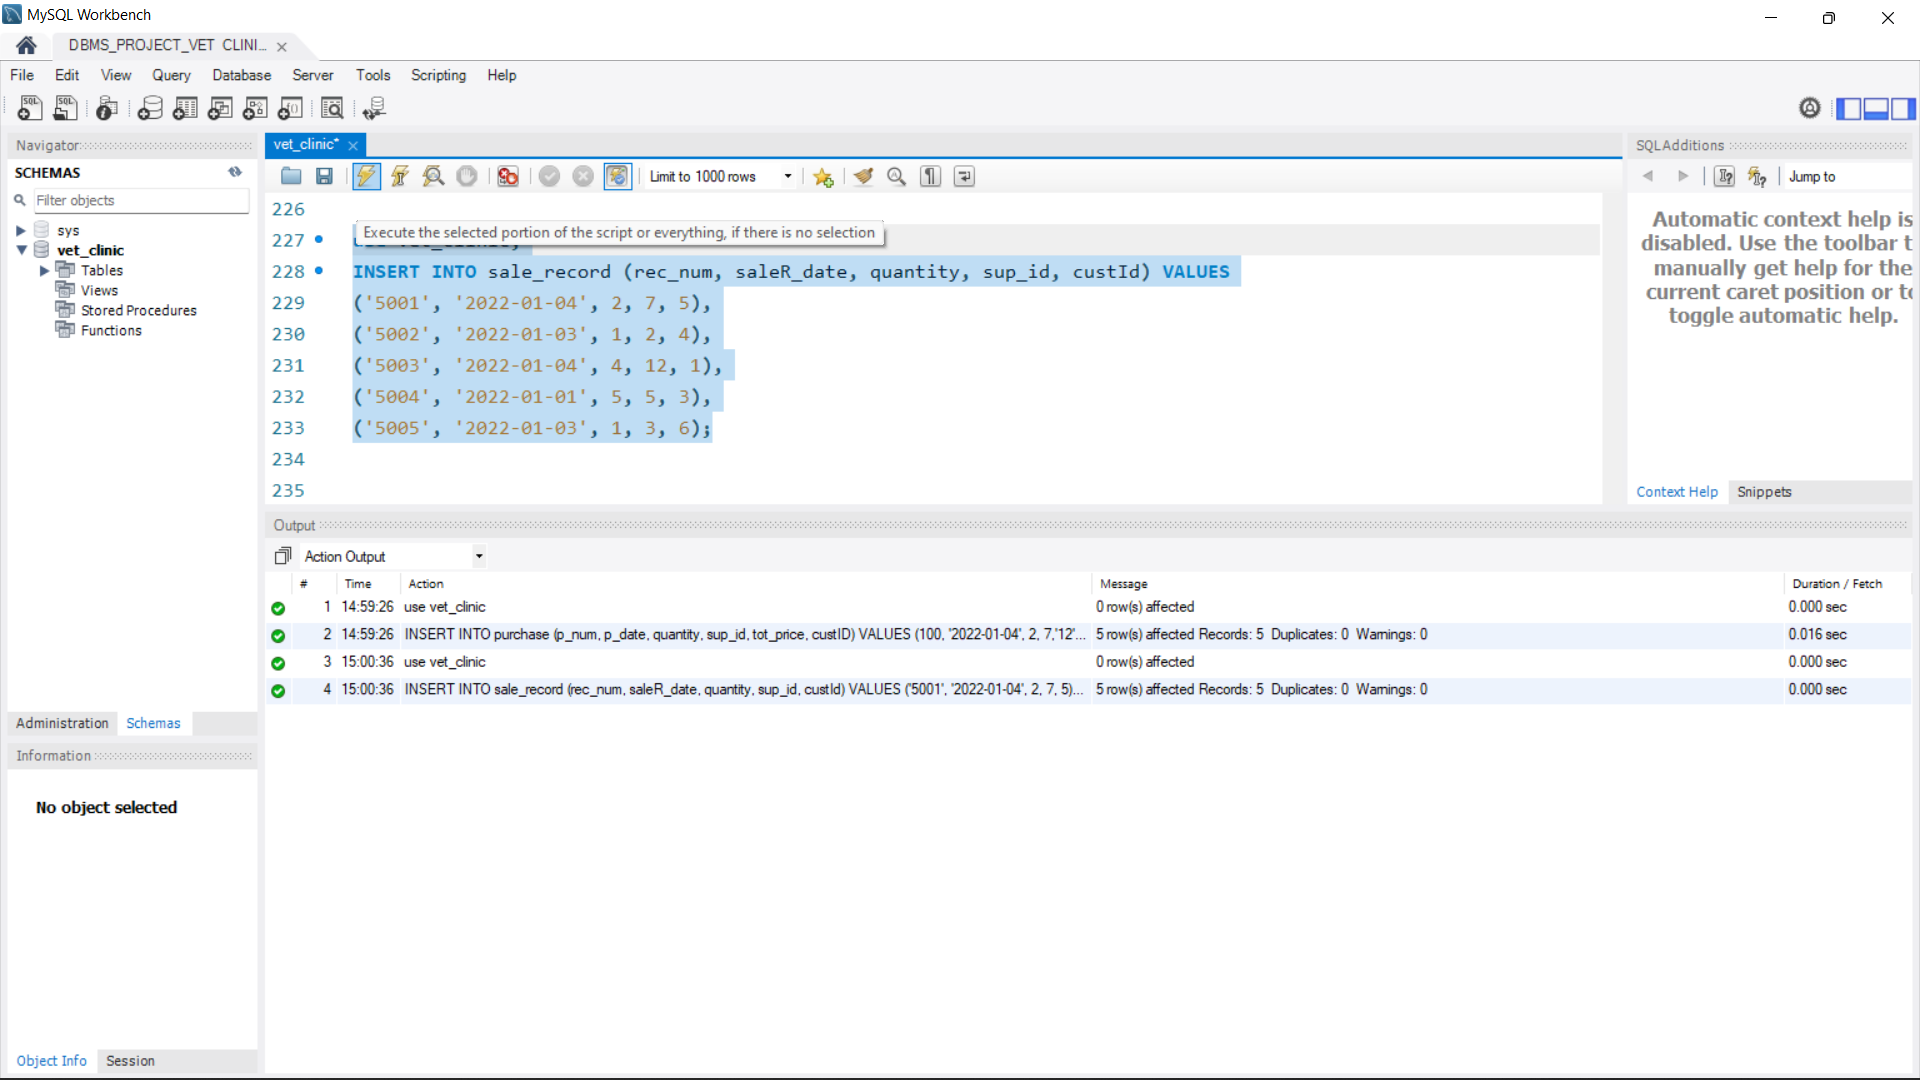 MySQL Workbench
DBMS_PROJECT_VET CLINI...
File Edit View Query Database Server Tools Scripting Help
Navigator
SCHEMAS
Filter objects
sys
vet_clinic
Tables
Views
Stored Procedures
Functions
Administration Schemas
Information
No object selected
Object Info Session
vet_clinic*
Limit to 1000 rows
226
227
Execute the selected portion of the script or everything, if there is no selection
228 INSERT INTO sale_record (rec_num, saleR_date, quantity, sup_id, custId) VALUES
229 ('5001', '2022-01-04', 2, 7, 5),
230 ('5002', '2022-01-03', 1, 2, 4),
231 ('5003', '2022-01-04', 4, 12, 1),
232 ('5004', '2022-01-01', 5, 5, 3),
233 ('5005', '2022-01-03', 1, 3, 6);
234
235
SQLAdditions
Jump to
Automatic context help is
disabled. Use the toolbar t
manually get help for the
current caret position or to
toggle automatic help.
Context Help Snippets
Output
Action Output
# Time Action Message Duration / Fetch
1 14:59:26 use vet_clinic 0 row(s) affected 0.000 sec
2 14:59:26 INSERT INTO purchase (p_num, p_date, quantity, sup_id, tot_price, custID) VALUES (100, '2022-01-04', 2, 7,'12'... 5 row(s) affected Records: 5 Duplicates: 0 Warnings: 0 0.016 sec
3 15:00:36 use vet_clinic 0 row(s) affected 0.000 sec
4 15:00:36 INSERT INTO sale_record (rec_num, saleR_date, quantity, sup_id, custId) VALUES ('5001', '2022-01-04', 2, 7, 5)... 5 row(s) affected Records: 5 Duplicates: 0 Warnings: 0 0.000 sec